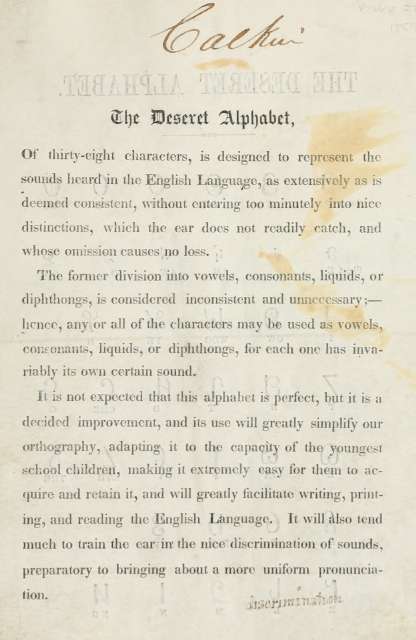 Calkin
The Deseret Alphabet,
Of thirty-eight characters, is designed to represent the
sounds heard in the English Language, as extensively as is
deemed consistent, without entering too minutely into nice
distinctions, which the ear does not readily catch, and
whose omission causes no loss.
The former division into vowels, consonants, liquids, or
diphthongs, is considered inconsistent and unnecessary;—
hence, any or all of the characters may be used as vowels,
consonants, liquids, or diphthongs, for each one has inva-
riably its own certain sound.
It is not expected that this alphabet is perfect, but it is a
decided improvement, and its use will greatly simplify our
orthography, adapting it to the capacity of the youngest
school children, making it extremely easy for them to ac-
quire and retain it, and will greatly facilitate writing, print-
ing, and reading the English Language. It will also tend
much to train the ear in the nice discrimination of sounds,
preparatory to bringing about a more uniform pronuncia-
tion.